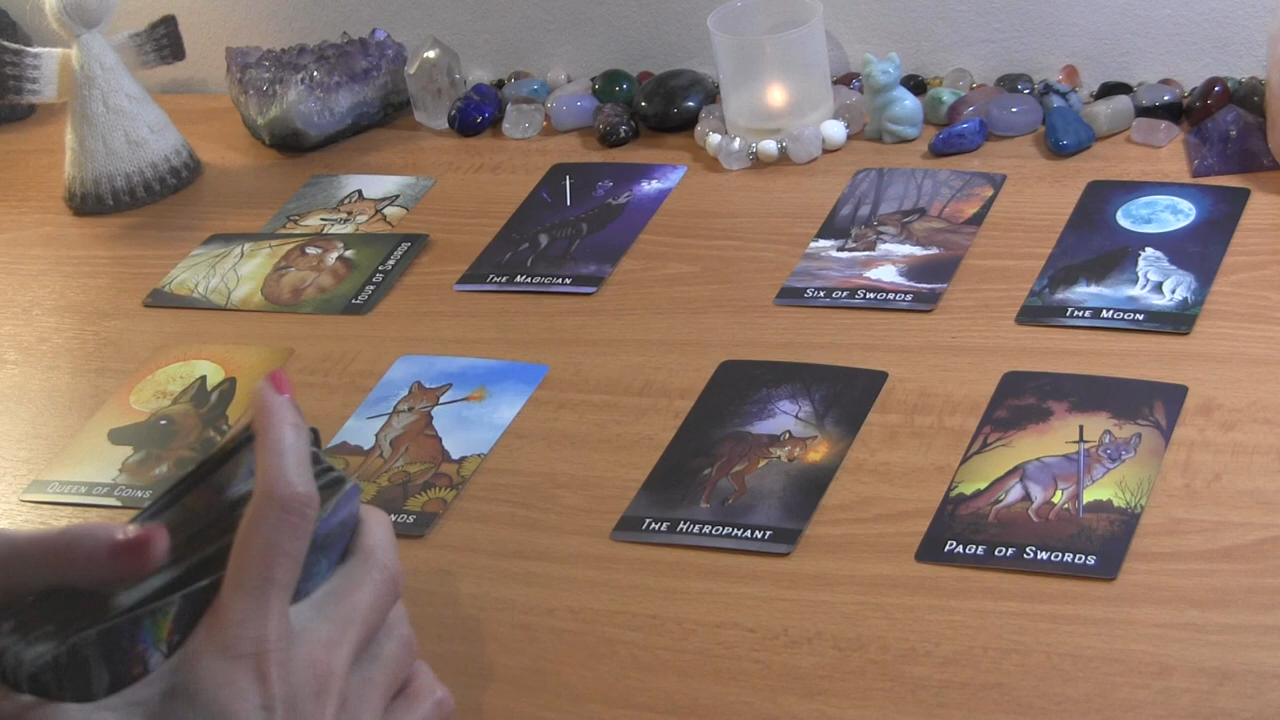 Four of Swords
The Magician
Six of Swords
The Moon
Queen of Coins
The Hierophant
Page of Swords